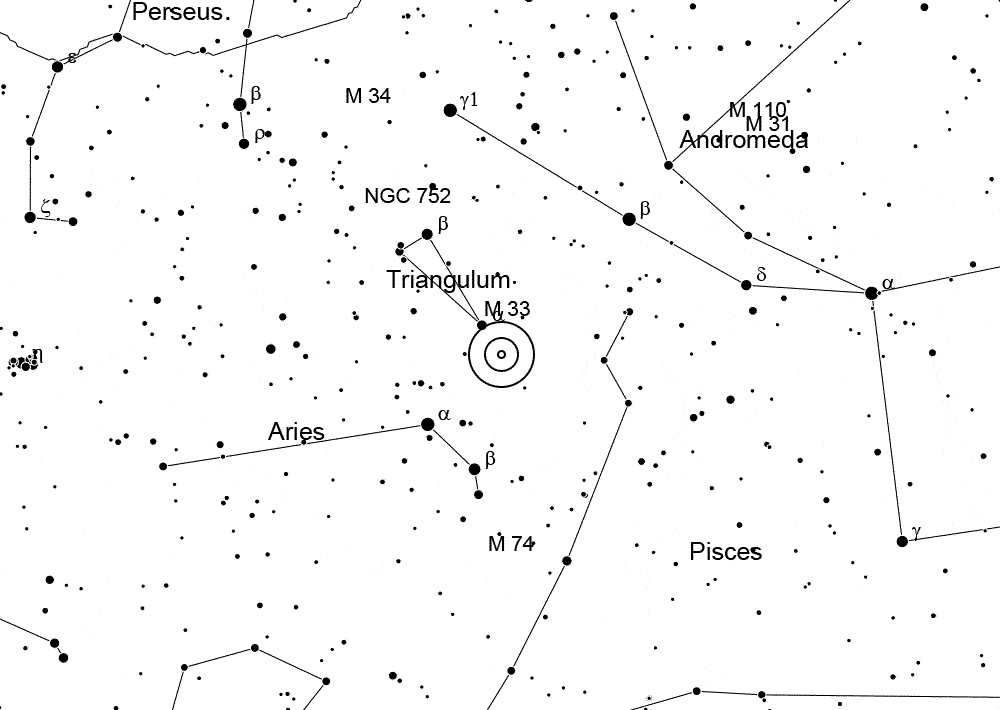 Perseus.
ε
β
M 34
γ1
M 110
M 31
ρ
Andromeda
NGC 752
ζ
β
β
Triangulum
δ
α
M 33
α
η
α
Aries
β
γ
M 74
Pisces